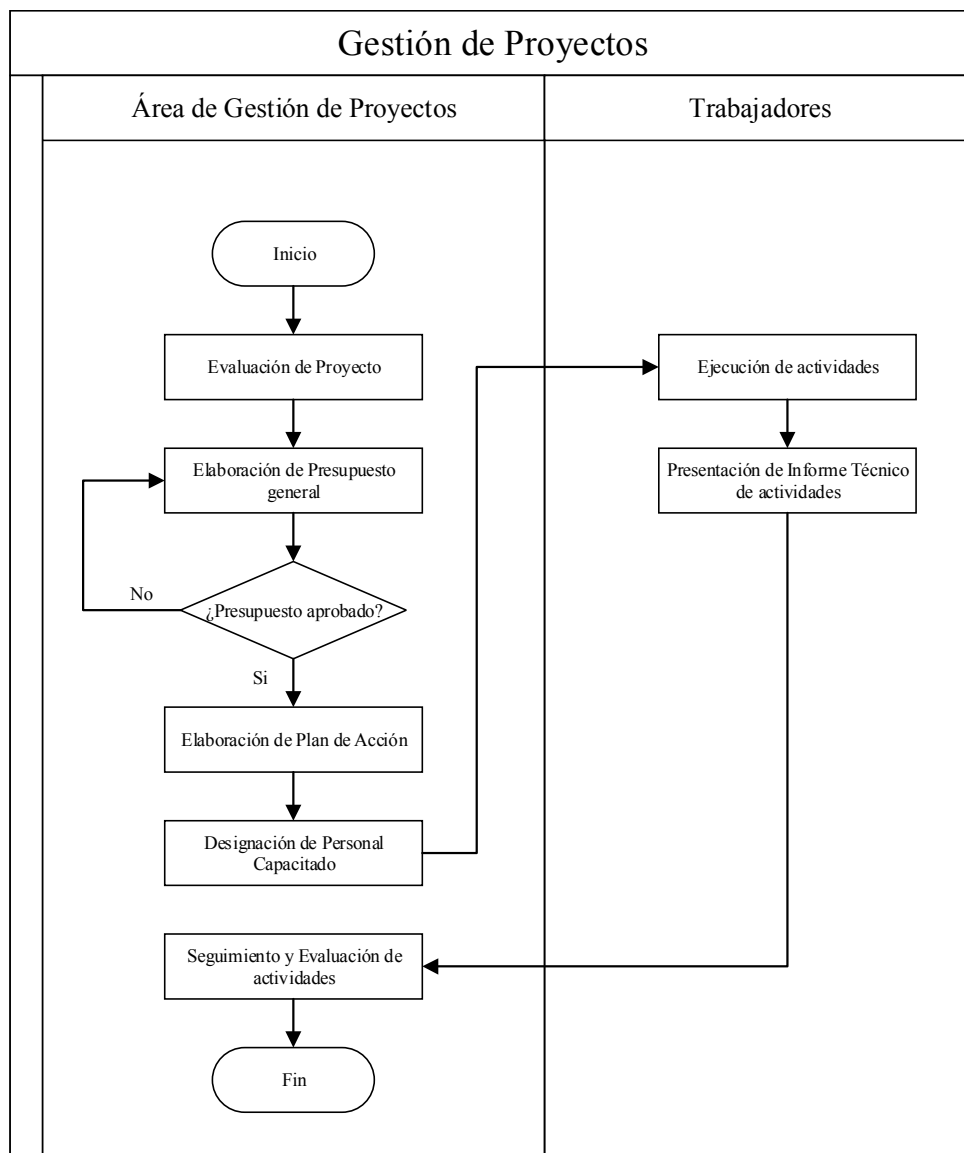 Gestión de Proyectos
Área de Gestión de Proyectos
Trabajadores
Inicio
Evaluación de Proyecto
Elaboración de Presupuesto
general
No
¿Presupuesto aprobado?
Si
Elaboración de Plan de Acción
Designación de Personal
Capacitado
Ejecución de actividades
Presentación de Informe Técnico
de actividades
Seguimiento y Evaluación de
actividades
Fin